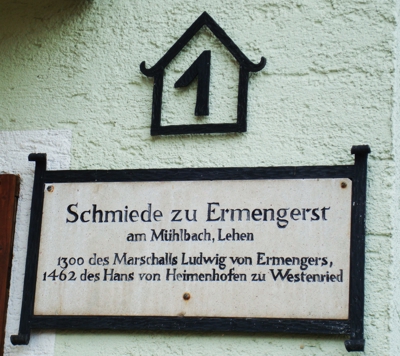 1
Schmiede zu Ermengerst
am Mühlbach, Lehen
1300 des Marschalls Ludwig von Ermengers,
1462 des Hans von Heimenhofen zu Westenried